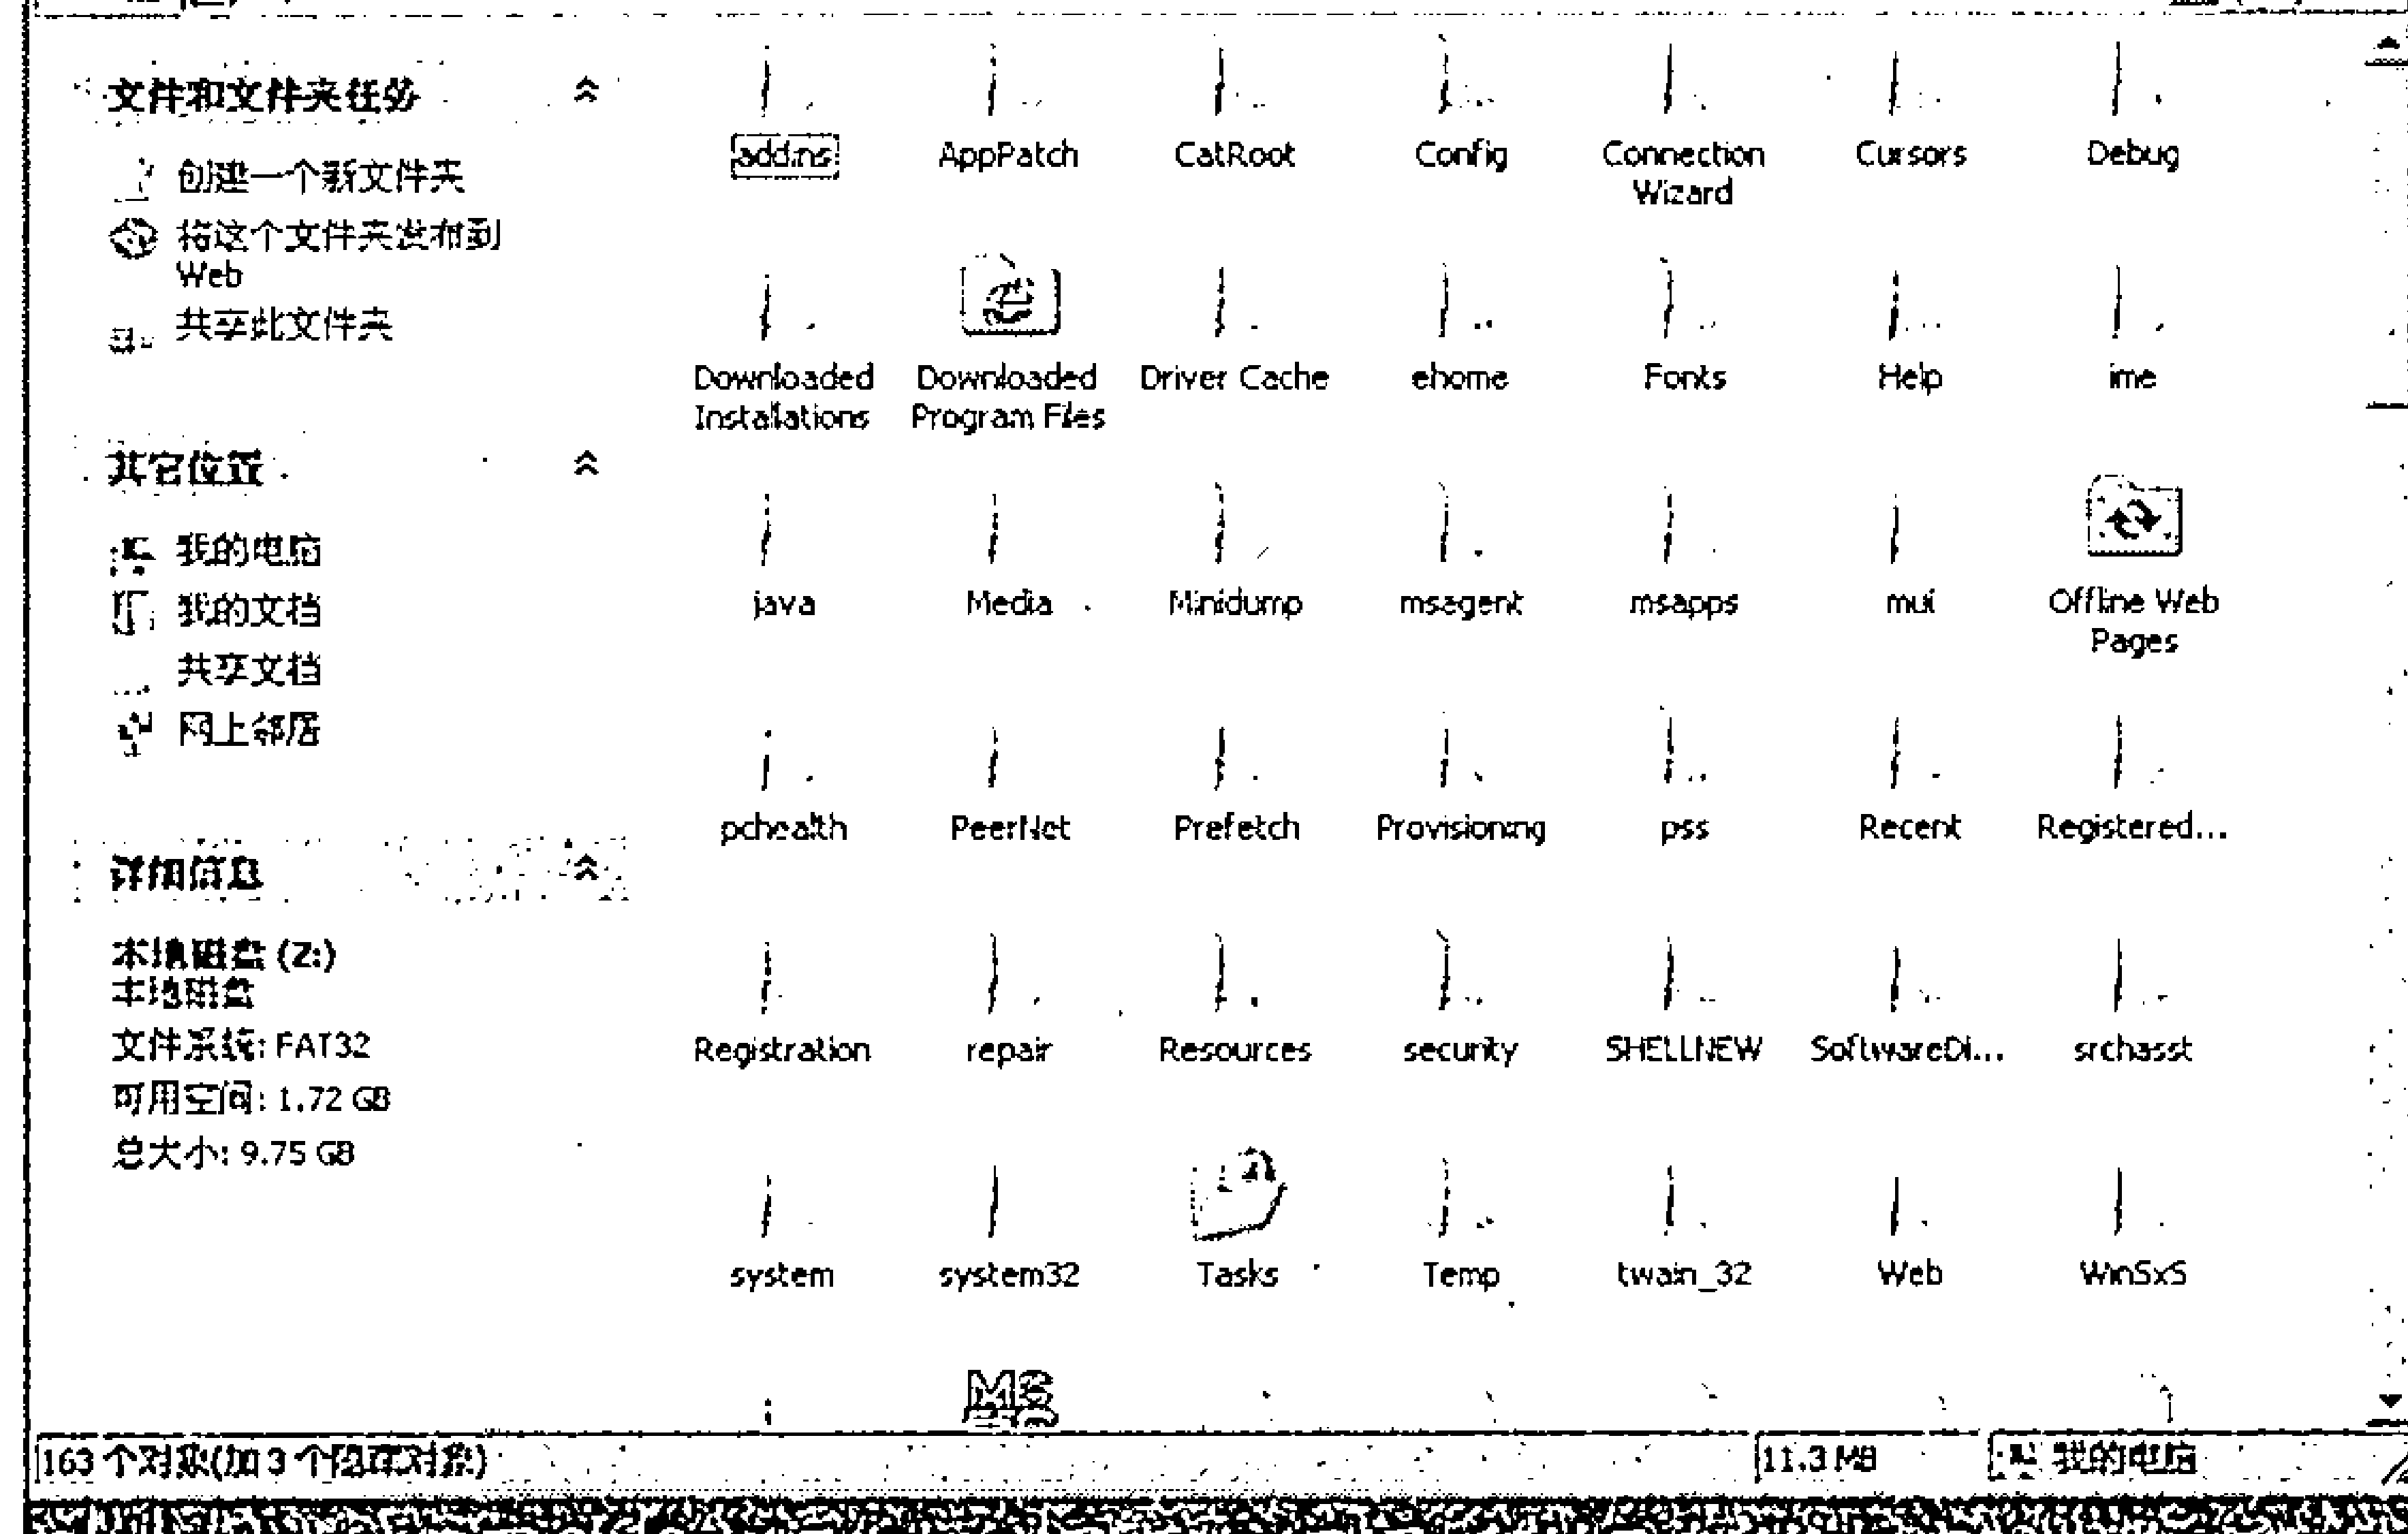 文件和文件夹任务
创建一个新文件夹
将这个文件夹发布到
Web
共享此文件夹
其它位置
我的电脑
我的文档
共享文档
网上邻居
详细信息
本地磁盘 (Z:)
本地磁盘
文件系统: FAT32
可用空间: 1.72 GB
总大小: 9.75 GB
addins AppPatch CatRoot Config Connection Cursors Debug
Wizard
Downloaded Downloaded Driver Cache ehome Fonts Help ime
Installations Program Files
java Media Minidump msagent msapps mui Offline Web
Pages
pchealth PeerNet Prefetch Provisioning pss Recent Registered...
Registration repair Resources security SHELLNEW SoftwareDi... srchasst
system system32 Tasks Temp twain_32 Web WinSxS
163 个对象(加 3 个隐藏对象) 11.3 MB 我的电脑